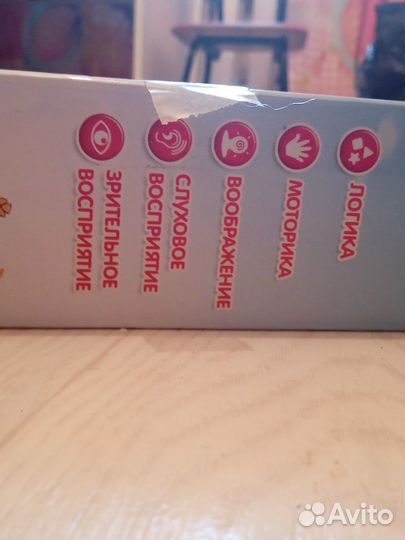 ЛОГИКА
МОТОРИКА
ВООБРАЖЕНИЕ
СЛУХОВОЕ
ВОСПРИЯТИЕ
ЗРИТЕЛЬНОЕ
ВОСПРИЯТИЕ
Avito